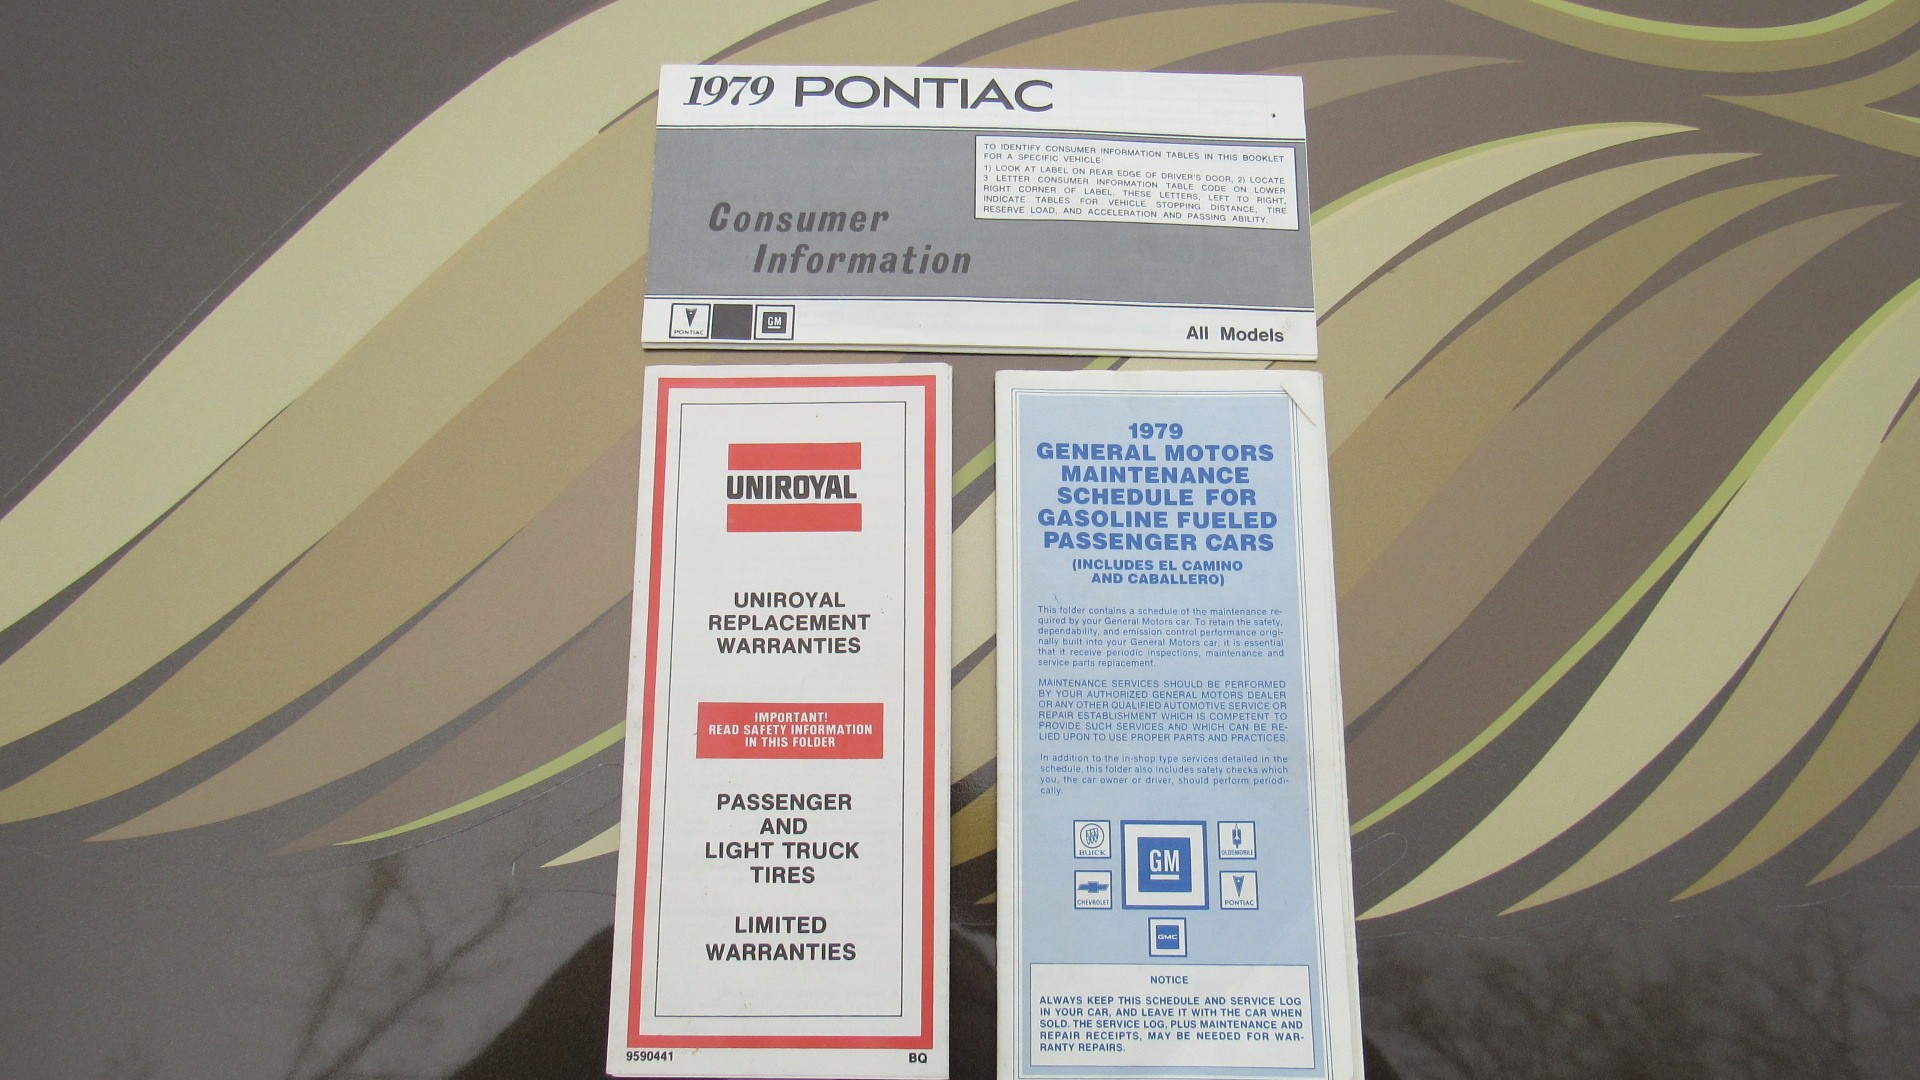 1979 PONTIAC
TO IDENTIFY CONSUMER INFORMATION TABLES IN THIS BOOKLET
FOR A SPECIFIC VEHICLE:
1) LOOK AT LABEL ON REAR EDGE OF DRIVER'S DOOR, 2) LOCATE
3 LETTER CONSUMER INFORMATION TABLE CODE ON LOWER
RIGHT CORNER OF LABEL. THESE LETTERS, LEFT TO RIGHT,
INDICATE TABLES FOR VEHICLE STOPPING DISTANCE, TIRE
RESERVE LOAD, AND ACCELERATION AND PASSING ABILITY.
Consumer
Information
PONTIAC
GM
All Models
UNIROYAL
UNIROYAL
REPLACEMENT
WARRANTIES
IMPORTANT!
READ SAFETY INFORMATION
IN THIS FOLDER
PASSENGER
AND
LIGHT TRUCK
TIRES
LIMITED
WARRANTIES
9590441
BQ
1979
GENERAL MOTORS
MAINTENANCE
SCHEDULE FOR
GASOLINE FUELED
PASSENGER CARS
(INCLUDES EL CAMINO
AND CABALLERO)
This folder contains a schedule of the maintenance re-
quired by your General Motors car. To retain the safety,
dependability, and emission control performance origi-
nally built into your General Motors car, it is essential
that it receive periodic inspections, maintenance and
service parts replacement.
MAINTENANCE SERVICES SHOULD BE PERFORMED
BY YOUR AUTHORIZED GENERAL MOTORS DEALER
OR ANY OTHER QUALIFIED AUTOMOTIVE SERVICE OR
REPAIR ESTABLISHMENT WHICH IS COMPETENT TO
PROVIDE SUCH SERVICES AND WHICH CAN BE RE-
LIED UPON TO USE PROPER PARTS AND PRACTICES.
In addition to the in-shop type services detailed in the
schedule, this folder also includes safety checks which
you, the car owner or driver, should perform periodi-
cally.
BUICK
GM
OLDSMOBILE
CHEVROLET
PONTIAC
GMC
NOTICE
ALWAYS KEEP THIS SCHEDULE AND SERVICE LOG
IN YOUR CAR, AND LEAVE IT WITH THE CAR WHEN
SOLD. THE SERVICE LOG, PLUS MAINTENANCE AND
REPAIR RECEIPTS, MAY BE NEEDED FOR WAR-
RANTY REPAIRS.